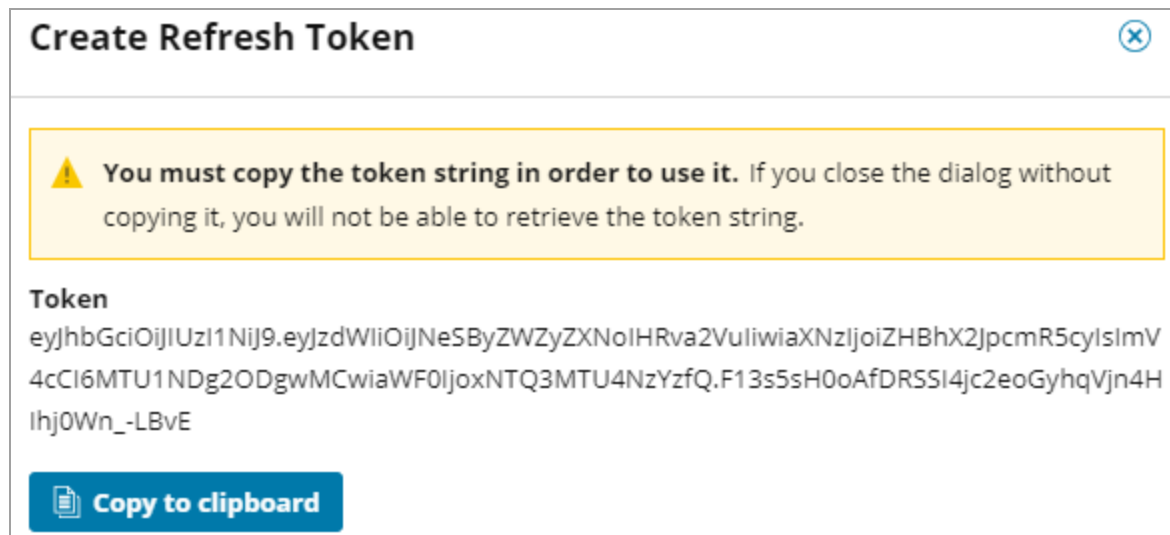 Create Refresh Token
You must copy the token string in order to use it. If you close the dialog without
copying it, you will not be able to retrieve the token string.
Token
eyJhbGciOiJIUzI1NiJ9.eyJzdWIiOiJNeSByZWZyZXNoIHRva2VuIiwiaXNzIjoiZHBhX2JpcmR5cyIsImV
4cCI6MTU1NDg2ODgwMCwiaWF0IjoxNTQ3MTU4NzYzfQ.F13s5sH0oAfDRSSI4jc2eoGyhqVjn4H
Ihj0Wn_-LBvE
Copy to clipboard